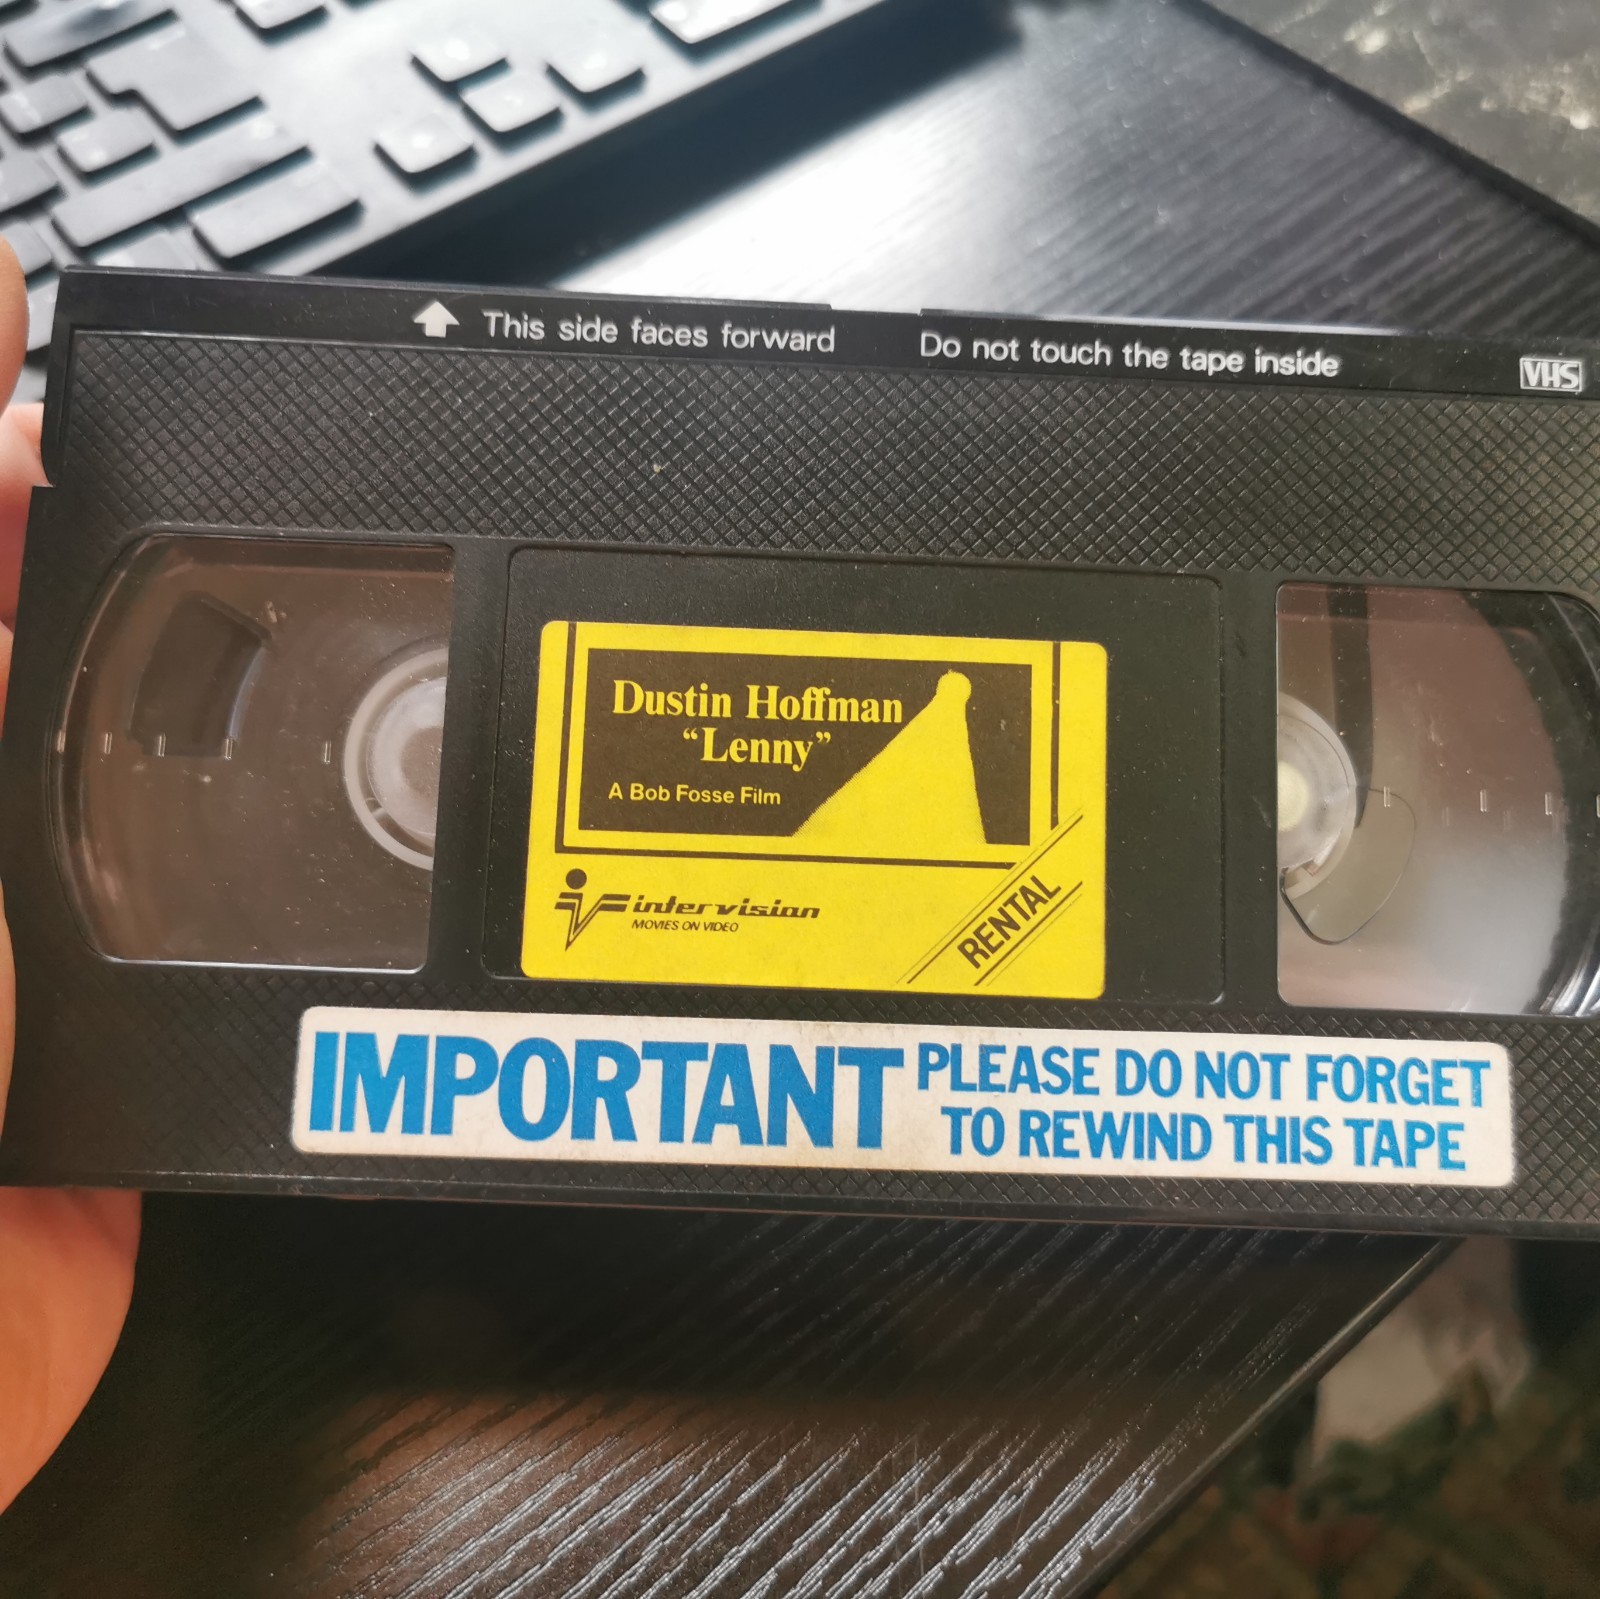 This side faces forward
Do not touch the tape inside
VHS
Dustin Hoffman
“Lenny”
A Bob Fosse Film
intervision
MOVIES ON VIDEO
RENTAL
IMPORTANT PLEASE DO NOT FORGET
TO REWIND THIS TAPE